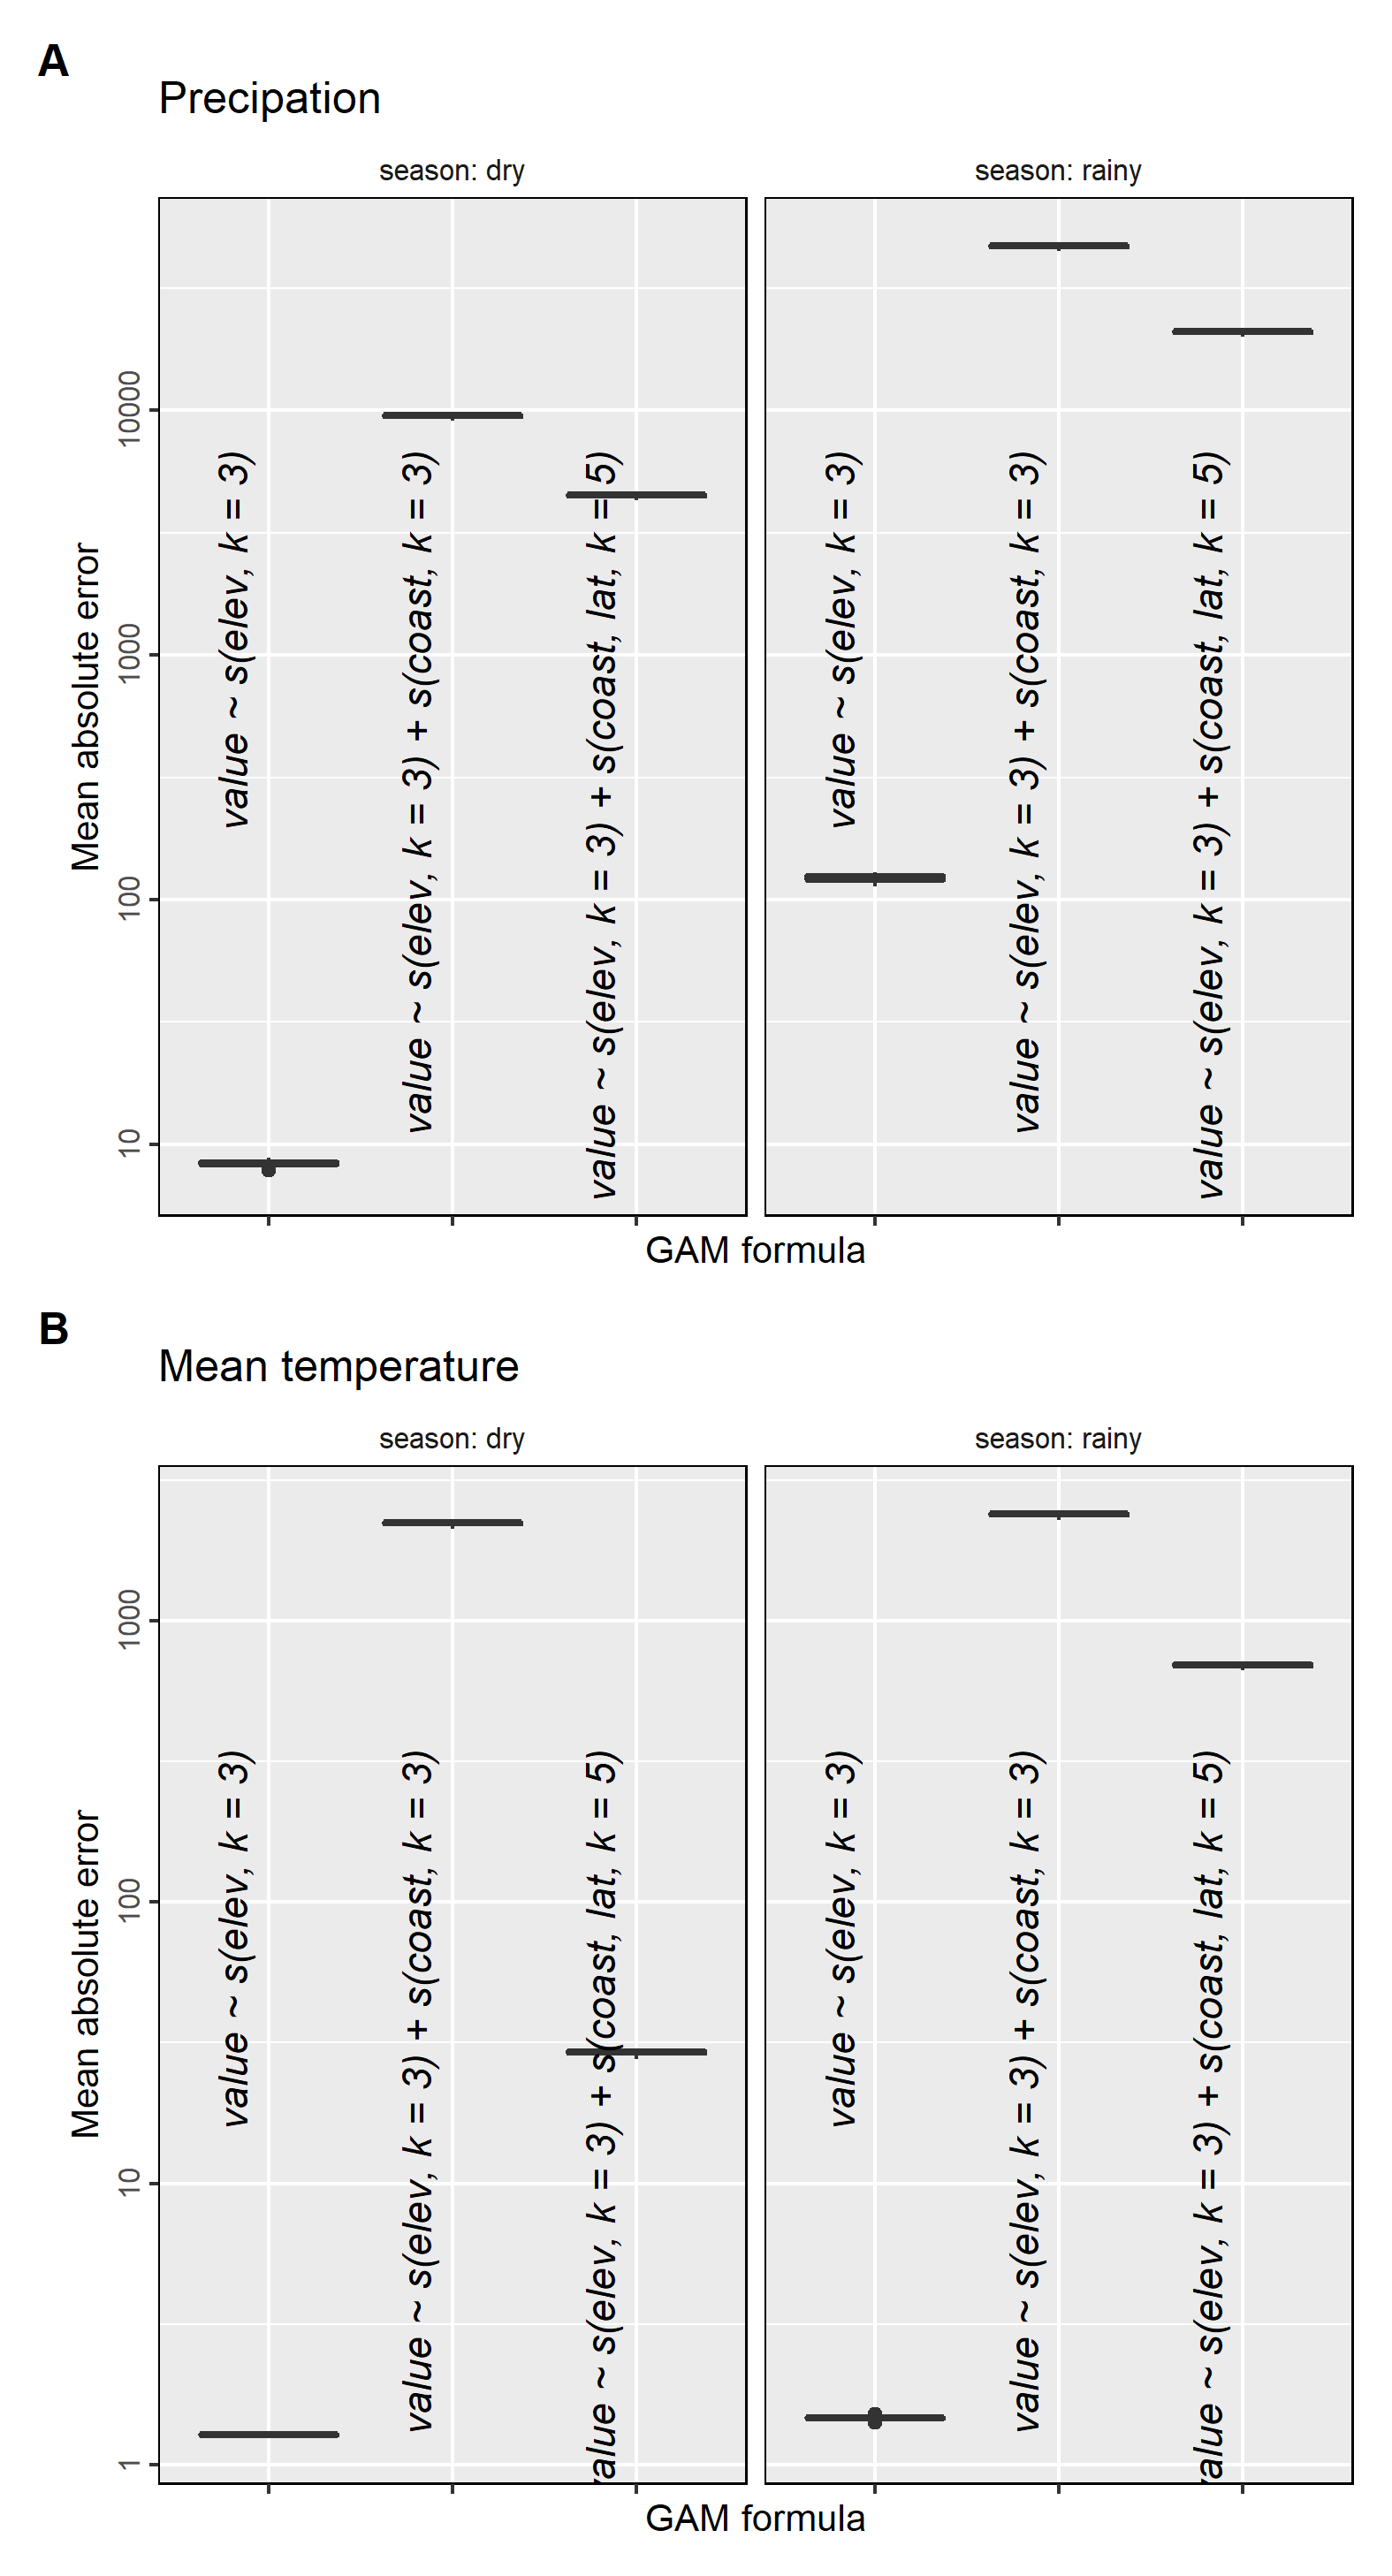 A
Precipation
season: dry
season: rainy
Mean absolute error
10000
1000
100
10
value ~ s(elev, k = 3)
value ~ s(elev, k = 3) + s(coast, k = 3)
value ~ s(elev, k = 3) + s(coast, lat, k = 5)
value ~ s(elev, k = 3)
value ~ s(elev, k = 3) + s(coast, k = 3)
value ~ s(elev, k = 3) + s(coast, lat, k = 5)
GAM formula
B
Mean temperature
season: dry
season: rainy
Mean absolute error
1000
100
10
1
value ~ s(elev, k = 3)
value ~ s(elev, k = 3) + s(coast, k = 3)
value ~ s(elev, k = 3) + s(coast, lat, k = 5)
value ~ s(elev, k = 3)
value ~ s(elev, k = 3) + s(coast, k = 3)
value ~ s(elev, k = 3) + s(coast, lat, k = 5)
GAM formula